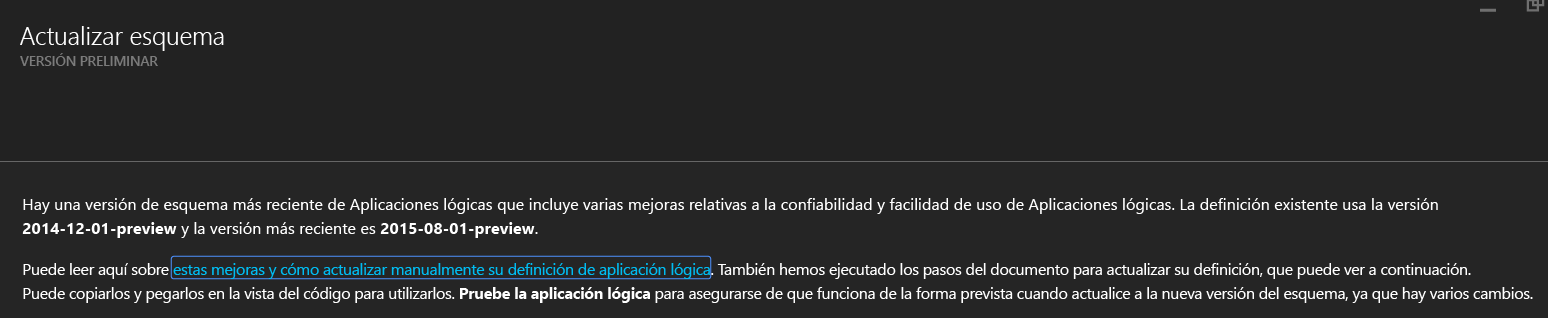 Actualizar esquema
VERSIÓN PRELIMINAR
Hay una versión de esquema más reciente de Aplicaciones lógicas que incluye varias mejoras relativas a la confiabilidad y facilidad de uso de Aplicaciones lógicas. La definición existente usa la versión
2014-12-01-preview y la versión más reciente es 2015-08-01-preview.
Puede leer aquí sobre estas mejoras y cómo actualizar manualmente su definición de aplicación lógica. También hemos ejecutado los pasos del documento para actualizar su definición, que puede ver a continuación.
Puede copiarlos y pegarlos en la vista del código para utilizarlos. Pruebe la aplicación lógica para asegurarse de que funciona de la forma prevista cuando actualice a la nueva versión del esquema, ya que hay varios cambios.